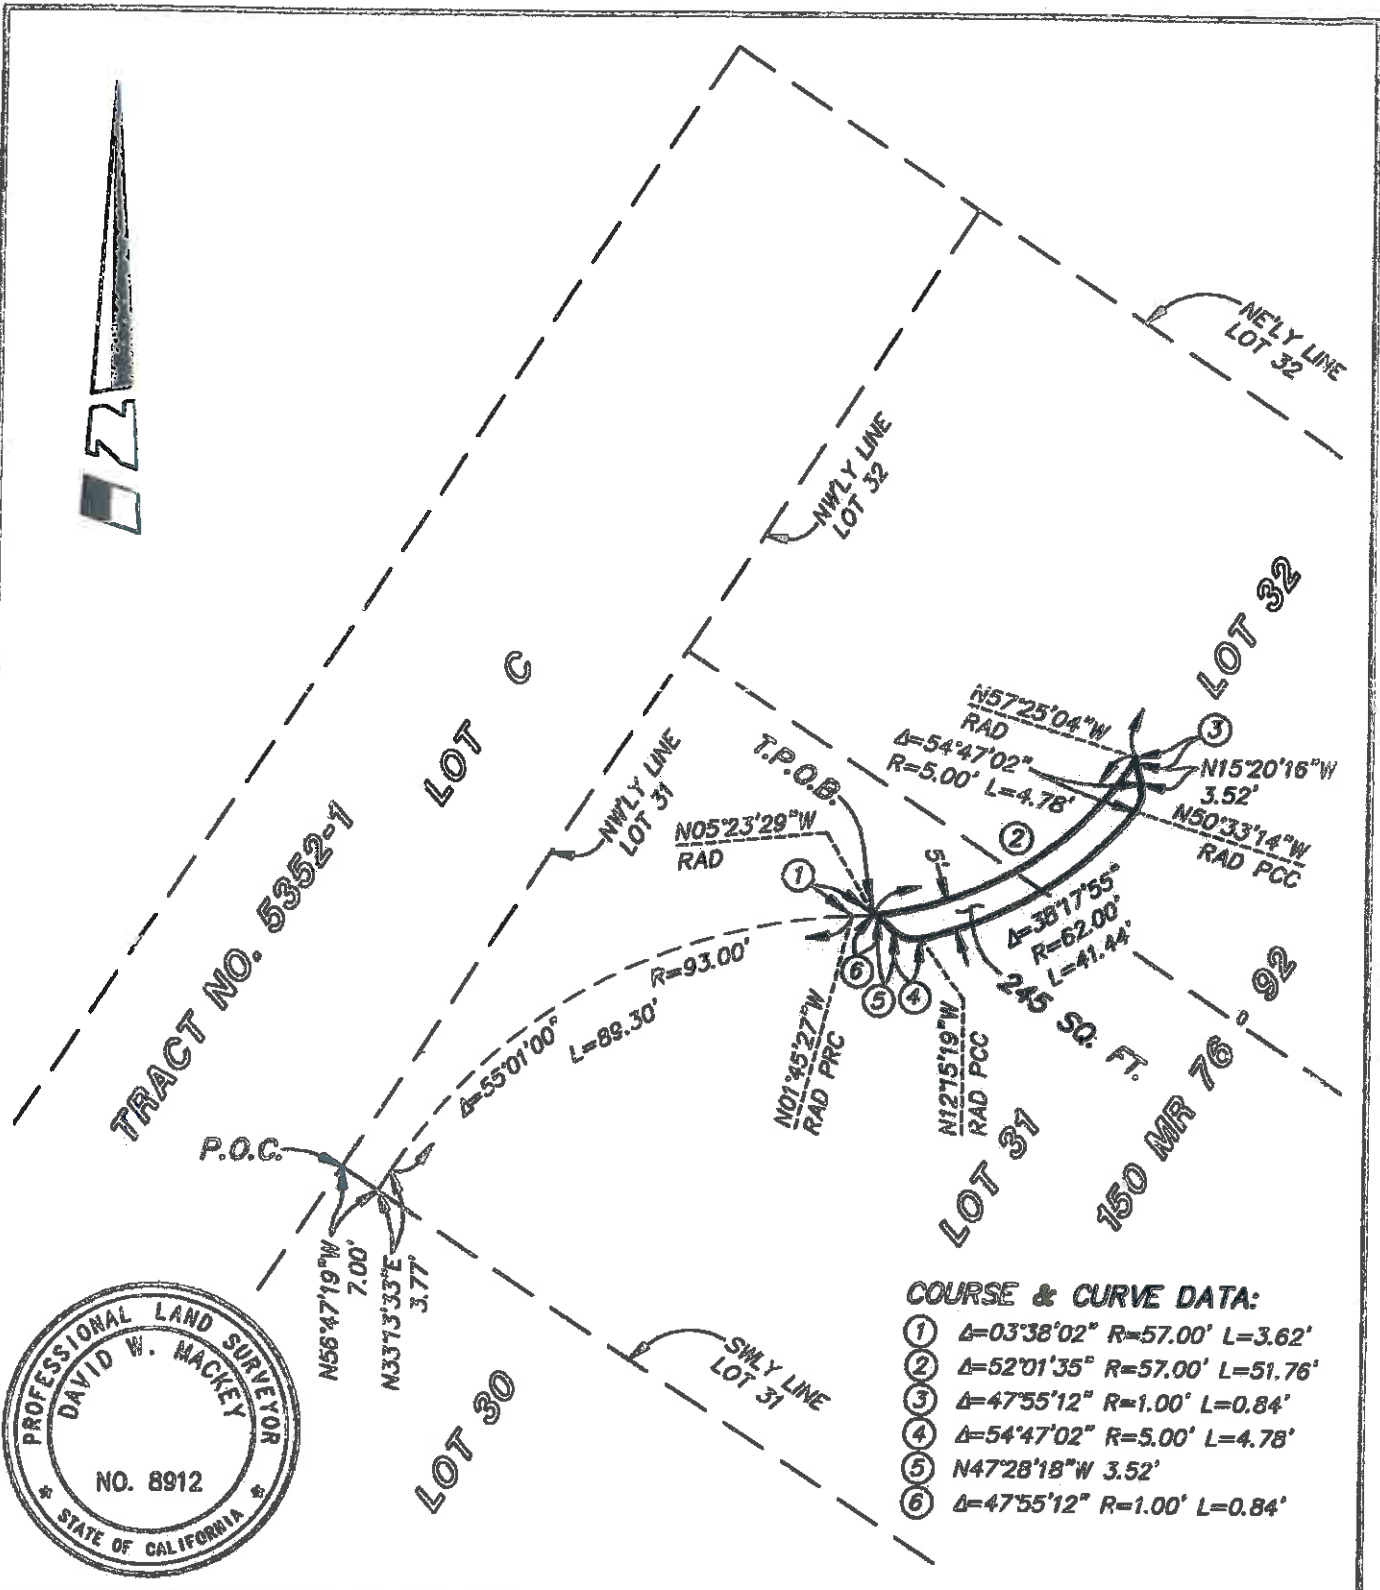 N
NE'LY LINE
LOT 32
NW'LY LINE
LOT 32
LOT 32
LOT C
NW'LY LINE
LOT 31
TRACT NO. 5352-1
N57°25'04"W
RAD
Δ=54°47'02"
R=5.00' L=4.78'
3
N15°20'16"W
3.52'
N50°33'14"W
RAD PCC
T.P.O.B.
N05°23'29"W
RAD
1
2
5'
Δ=38°17'55"
R=62.00'
L=41.44'
245 SQ. FT.
6
5
4
R=93.00'
Δ=55°01'00"
L=89.30'
N01°45'27"W
RAD PRC
N12°15'19"W
RAD PCC
LOT 31
150 MR 76 - 92
P.O.C.
N56°47'19"W
7.00'
N33°13'33"E
3.77'
SW'LY LINE
LOT 31
LOT 30
PROFESSIONAL LAND SURVEYOR
DAVID W. MACKEY
NO. 8912
STATE OF CALIFORNIA
COURSE & CURVE DATA:
1 Δ=03°38'02" R=57.00' L=3.62'
2 Δ=52°01'35" R=57.00' L=51.76'
3 Δ=47°55'12" R=1.00' L=0.84'
4 Δ=54°47'02" R=5.00' L=4.78'
5 N47°28'18"W 3.52'
6 Δ=47°55'12" R=1.00' L=0.84'